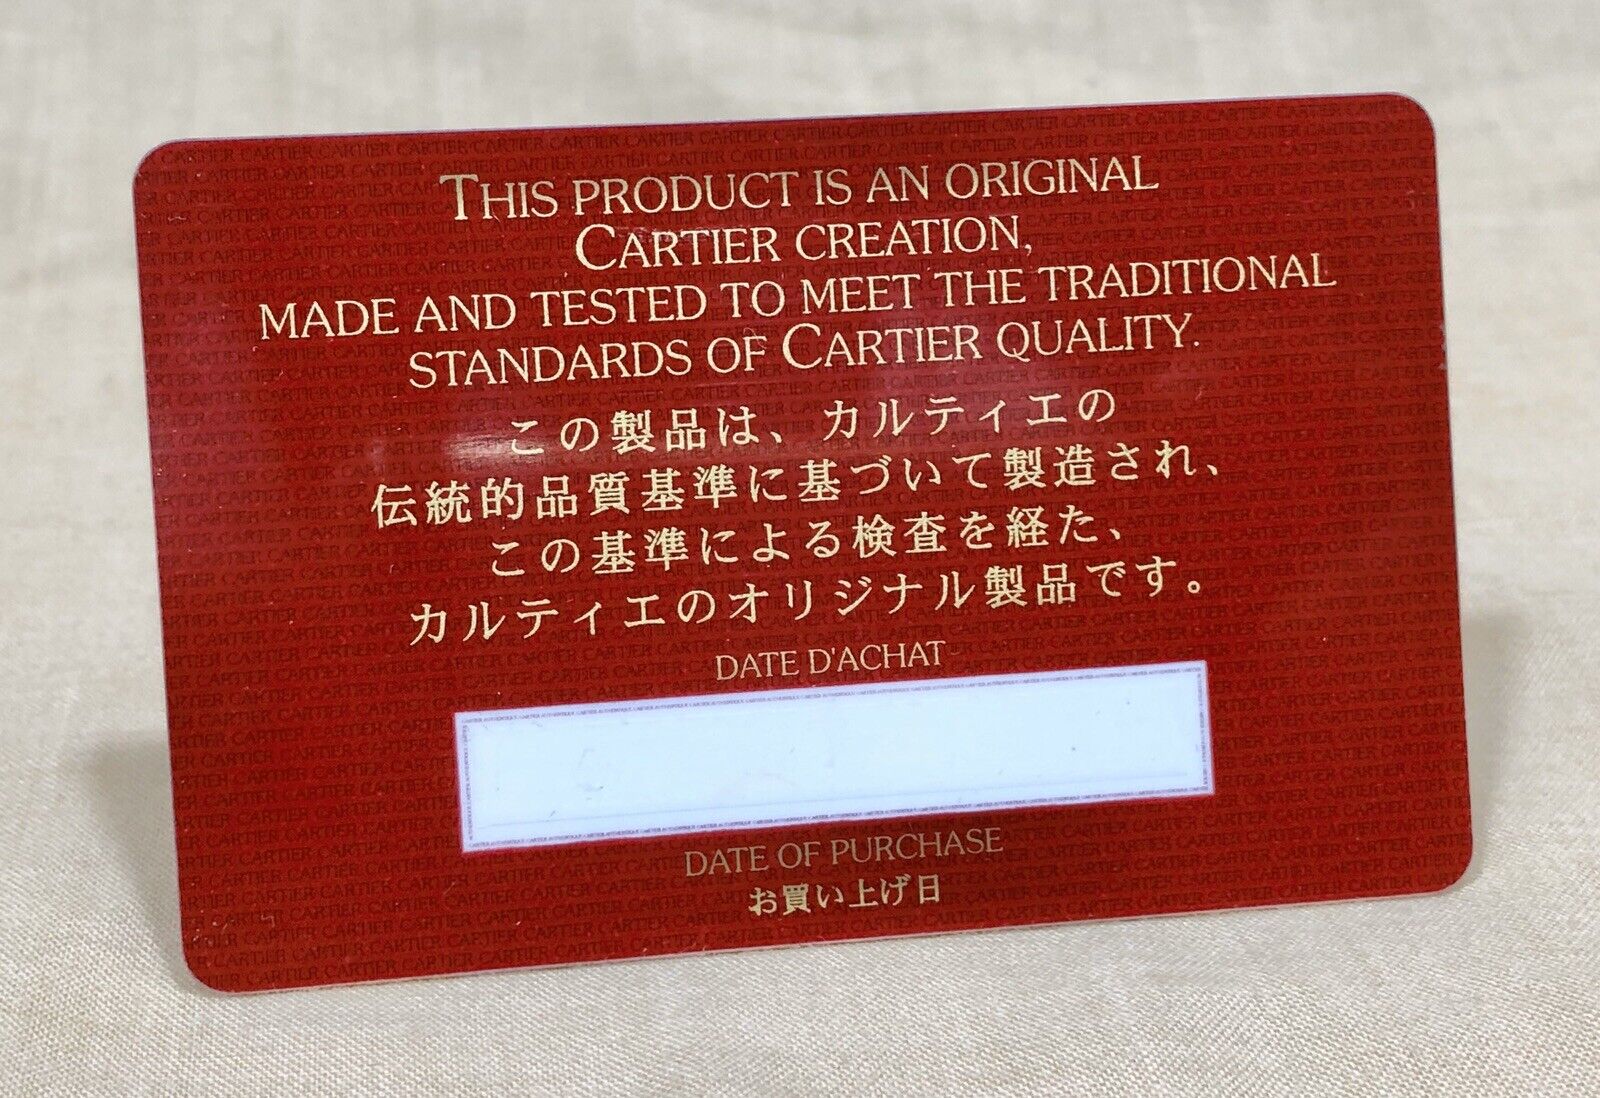 THIS PRODUCT IS AN ORIGINAL
CARTIER CREATION,
MADE AND TESTED TO MEET THE TRADITIONAL
STANDARDS OF CARTIER QUALITY.
この製品は、カルティエの
伝統的品質基準に基づいて製造され、
この基準による検査を経た、
カルティエのオリジナル製品です。
DATE D'ACHAT
DATE OF PURCHASE
お買い上げ日